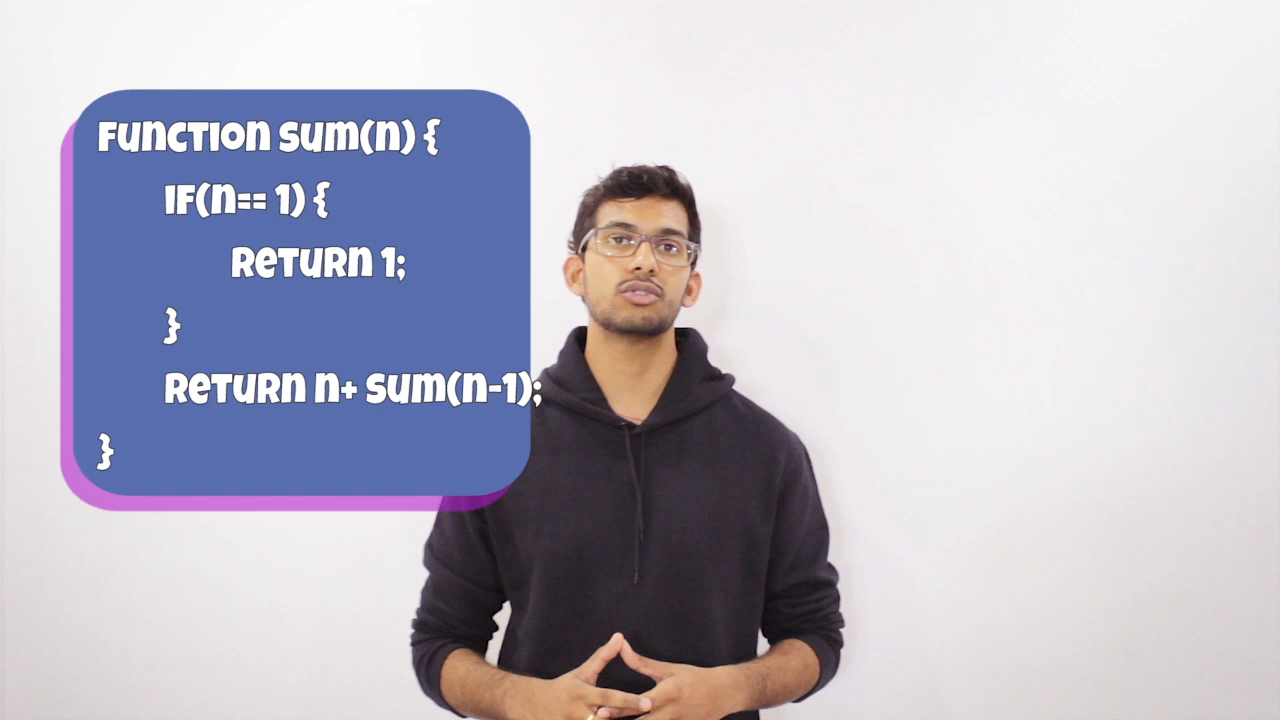 Function sum(n) {
if(n== 1) {
Return 1;
}
Return n+ sum(n-1);
}